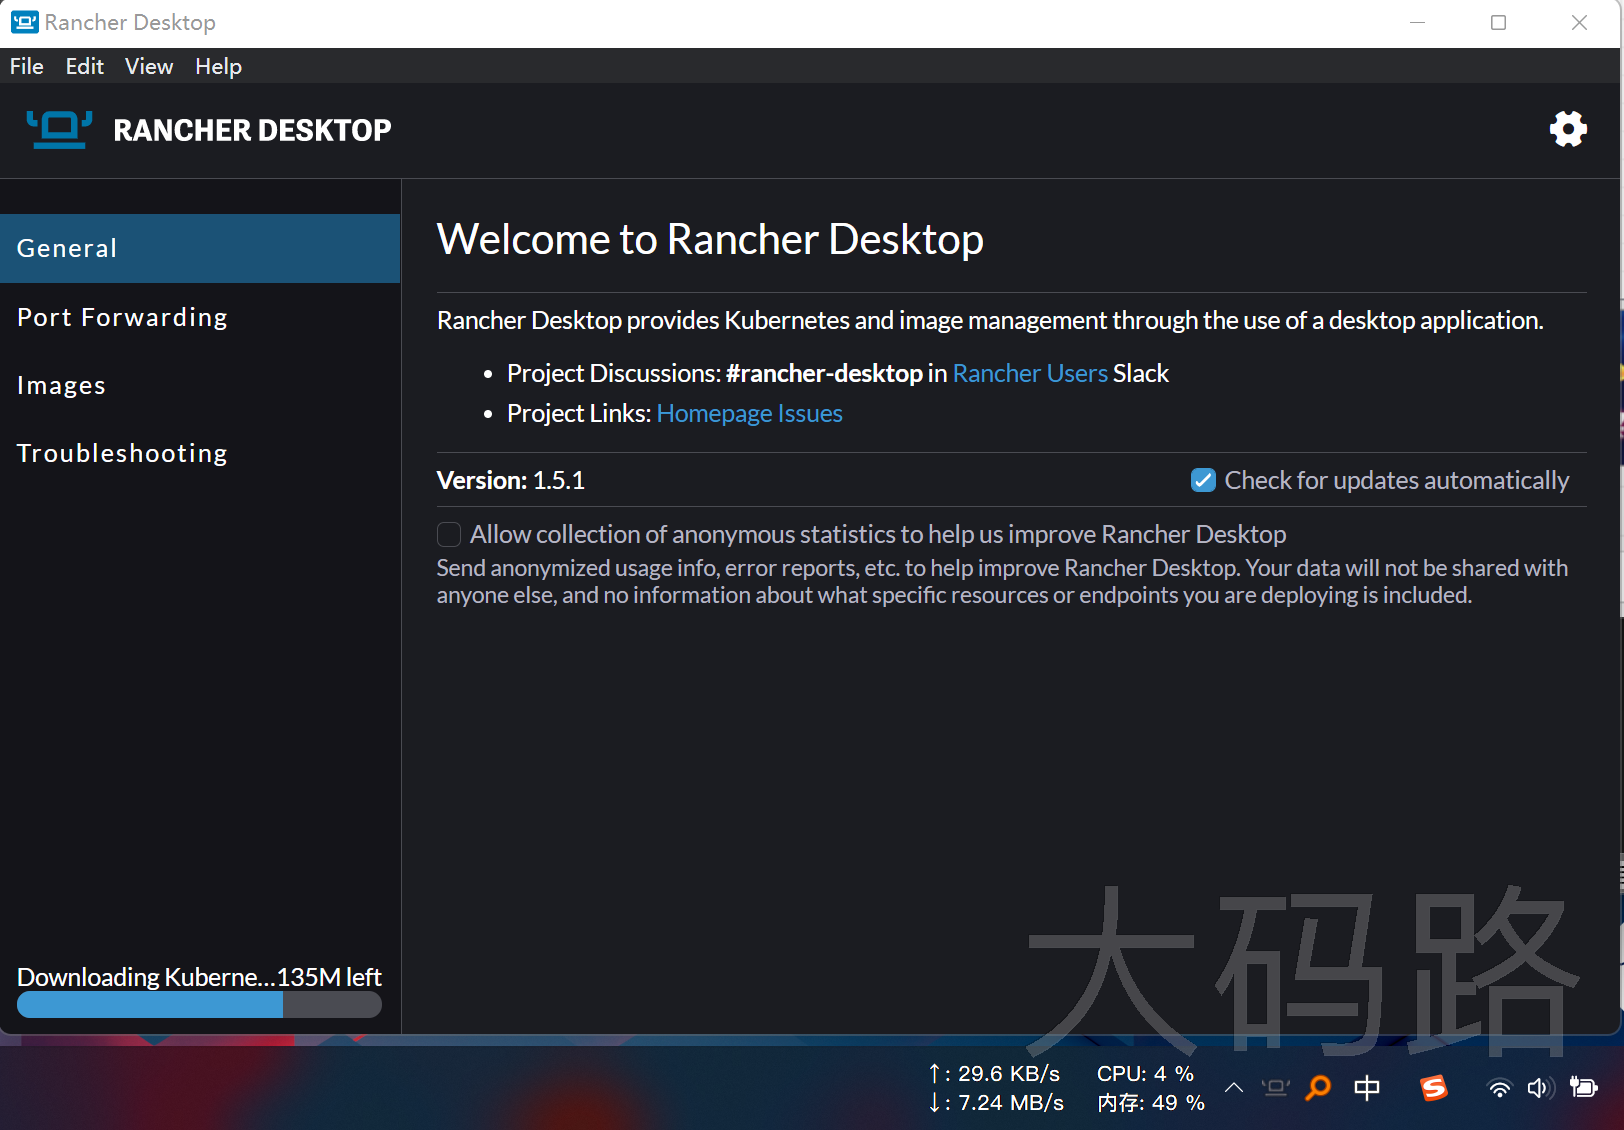 Rancher Desktop
File Edit View Help
RANCHER DESKTOP
General
Port Forwarding
Images
Troubleshooting
Welcome to Rancher Desktop
Rancher Desktop provides Kubernetes and image management through the use of a desktop application.
• Project Discussions: #rancher-desktop in Rancher Users Slack
• Project Links: Homepage Issues
Version: 1.5.1
Check for updates automatically
Allow collection of anonymous statistics to help us improve Rancher Desktop
Send anonymized usage info, error reports, etc. to help improve Rancher Desktop. Your data will not be shared with
anyone else, and no information about what specific resources or endpoints you are deploying is included.
Downloading Kuberne...135M left
大码路
↑: 29.6 KB/s CPU: 4 %
↓: 7.24 MB/s 内存: 49 %
中
S